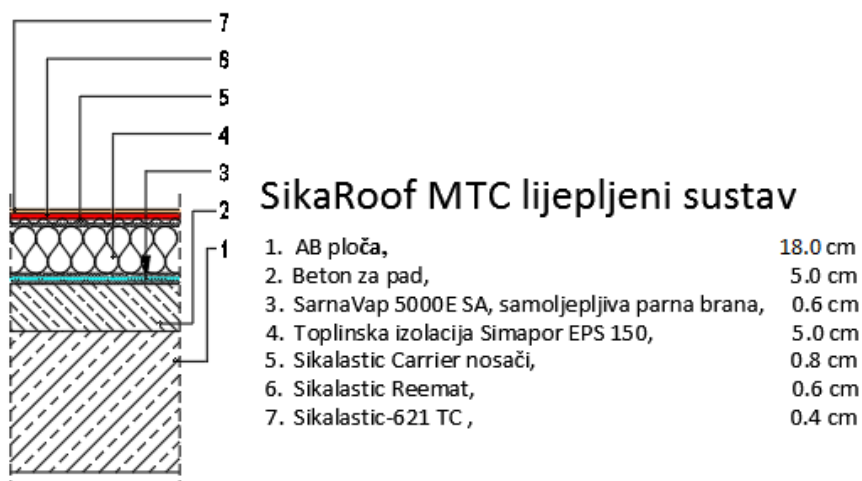 7
6
5
4
3
2
1
SikaRoof MTC lijepljeni sustav
1. AB ploča, 18.0 cm
2. Beton za pad, 5.0 cm
3. SarnaVap 5000E SA, samoljepljiva parna brana, 0.6 cm
4. Toplinska izolacija Simapor EPS 150, 5.0 cm
5. Sikalastic Carrier nosači, 0.8 cm
6. Sikalastic Reemat, 0.6 cm
7. Sikalastic-621 TC , 0.4 cm